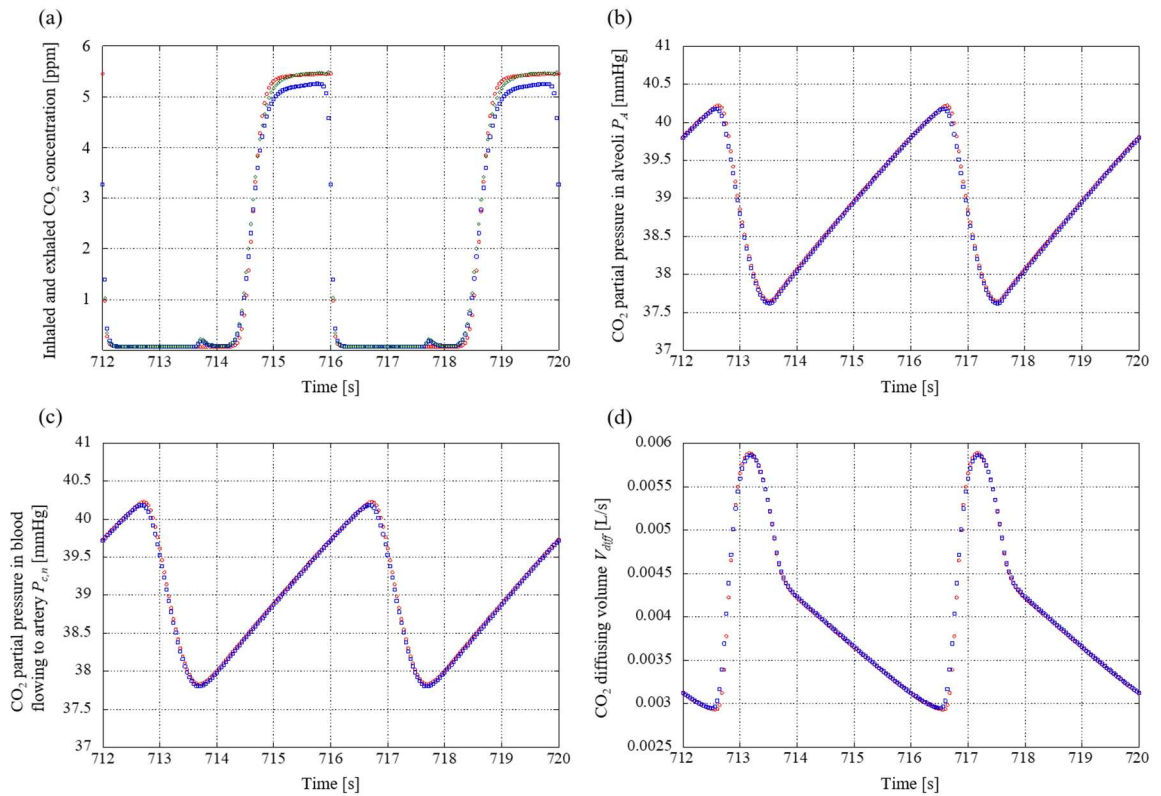 (a)
Inhaled and exhaled CO2 concentration [ppm]
6
5
4
3
2
1
712 713 714 715 716 717 718 719 720
Time [s]
(b)
CO2 partial pressure in alveoli PA [mmHg]
41
40.5
40
39.5
39
38.5
38
37.5
37
712 713 714 715 716 717 718 719 720
Time [s]
(c)
CO2 partial pressure in blood
flowing to artery Pc,n [mmHg]
41
40.5
40
39.5
39
38.5
38
37.5
37
712 713 714 715 716 717 718 719 720
Time [s]
(d)
CO2 diffusing volume Vdiff [L/s]
0.006
0.0055
0.005
0.0045
0.004
0.0035
0.003
0.0025
712 713 714 715 716 717 718 719 720
Time [s]